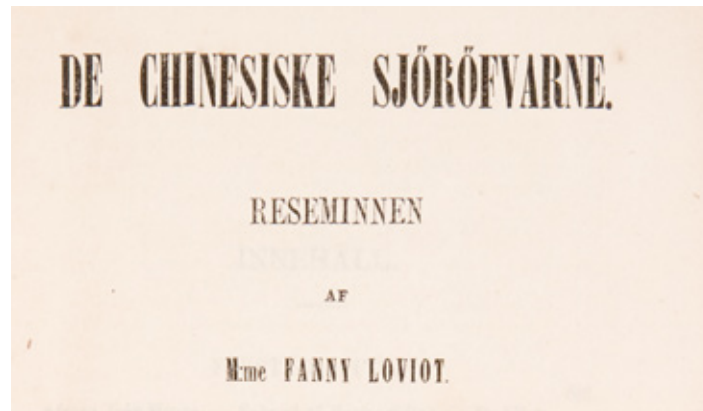 DE CHINESISKE SJÖRÖFVARNE.
RESEMINNEN
AF
M:me FANNY LOVIOT.